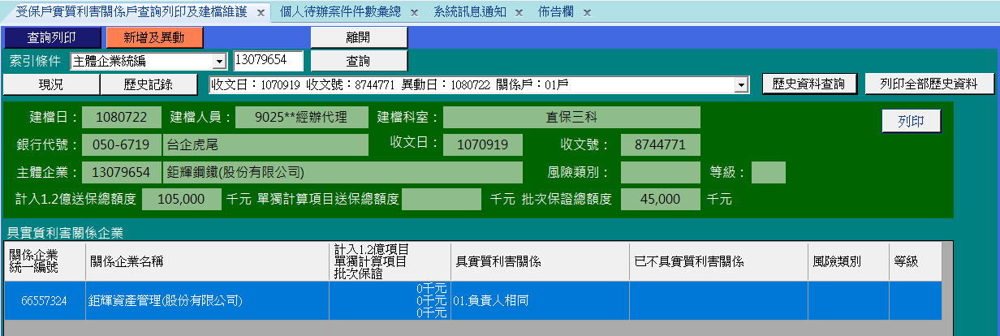 受保戶實質利害關係戶查詢列印及建檔維護 x 個人待辦案件件數彙總 x 系統訊息通知 x 佈告欄 x
查詢列印 新增及異動 離開
索引條件 主體企業統編 13079654 查詢
現況 歷史記錄 收文日：1070919 收文號：8744771 異動日：1080722 關係戶：01戶 歷史資料查詢 列印全部歷史資料
建檔日： 1080722 建檔人員： 9025**經辦代理 建檔科室： 直保三科 列印
銀行代號： 050-6719 台企虎尾 收文日： 1070919 收文號： 8744771
主體企業： 13079654 鉅輝鋼鐵(股份有限公司) 風險類別： 等級：
計入1.2億送保總額度 105,000 千元 單獨計算項目送保總額度 千元 批次保證總額度 45,000 千元
具實質利害關係企業
關係企業
統一編號
關係企業名稱
計入1.2億項目
單獨計算項目
批次保證
具實質利害關係
已不具實質利害關係
風險類別
等級
66557324
鉅輝資產管理(股份有限公司)
0千元
0千元
0千元
01.負責人相同